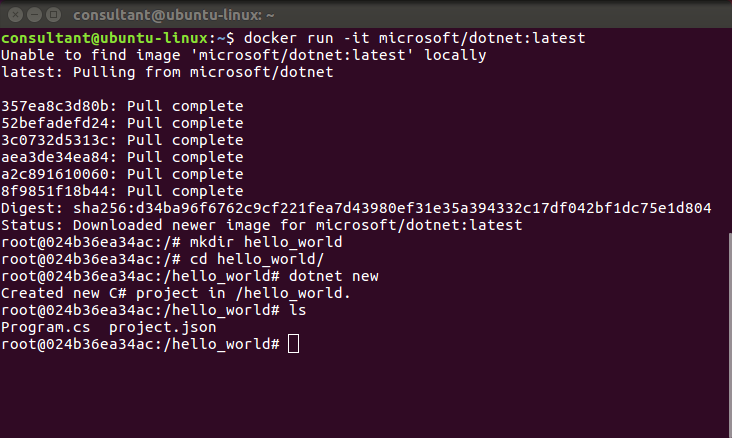 consultant@ubuntu-linux: ~
consultant@ubuntu-linux:~$ docker run -it microsoft/dotnet:latest
Unable to find image 'microsoft/dotnet:latest' locally
latest: Pulling from microsoft/dotnet
357ea8c3d80b: Pull complete
52befadefd24: Pull complete
3c0732d5313c: Pull complete
aea3de34ea84: Pull complete
a2c891610060: Pull complete
8f9851f18b44: Pull complete
Digest: sha256:d34ba96f6762c9cf221fea7d43980ef31e35a394332c17df042bf1dc75e1d804
Status: Downloaded newer image for microsoft/dotnet:latest
root@024b36ea34ac:/# mkdir hello_world
root@024b36ea34ac:/# cd hello_world/
root@024b36ea34ac:/hello_world# dotnet new
Created new C# project in /hello_world.
root@024b36ea34ac:/hello_world# ls
Program.cs  project.json
root@024b36ea34ac:/hello_world#